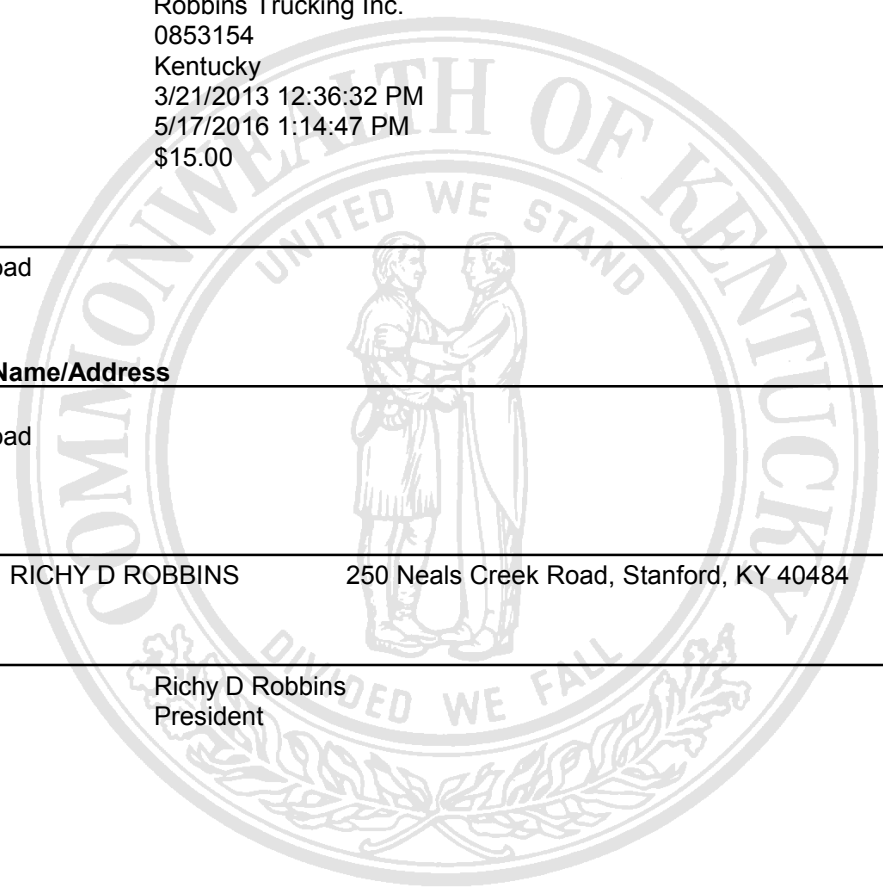 Robbins Trucking Inc.
0853154
Kentucky
3/21/2013 12:36:32 PM
5/17/2016 1:14:47 PM
$15.00
COMMONWEALTH OF KENTUCKY
UNITED WE STAND
DIVIDED WE FALL
oad
Name/Address
oad
RICHY D ROBBINS 250 Neals Creek Road, Stanford, KY 40484
Richy D Robbins
President